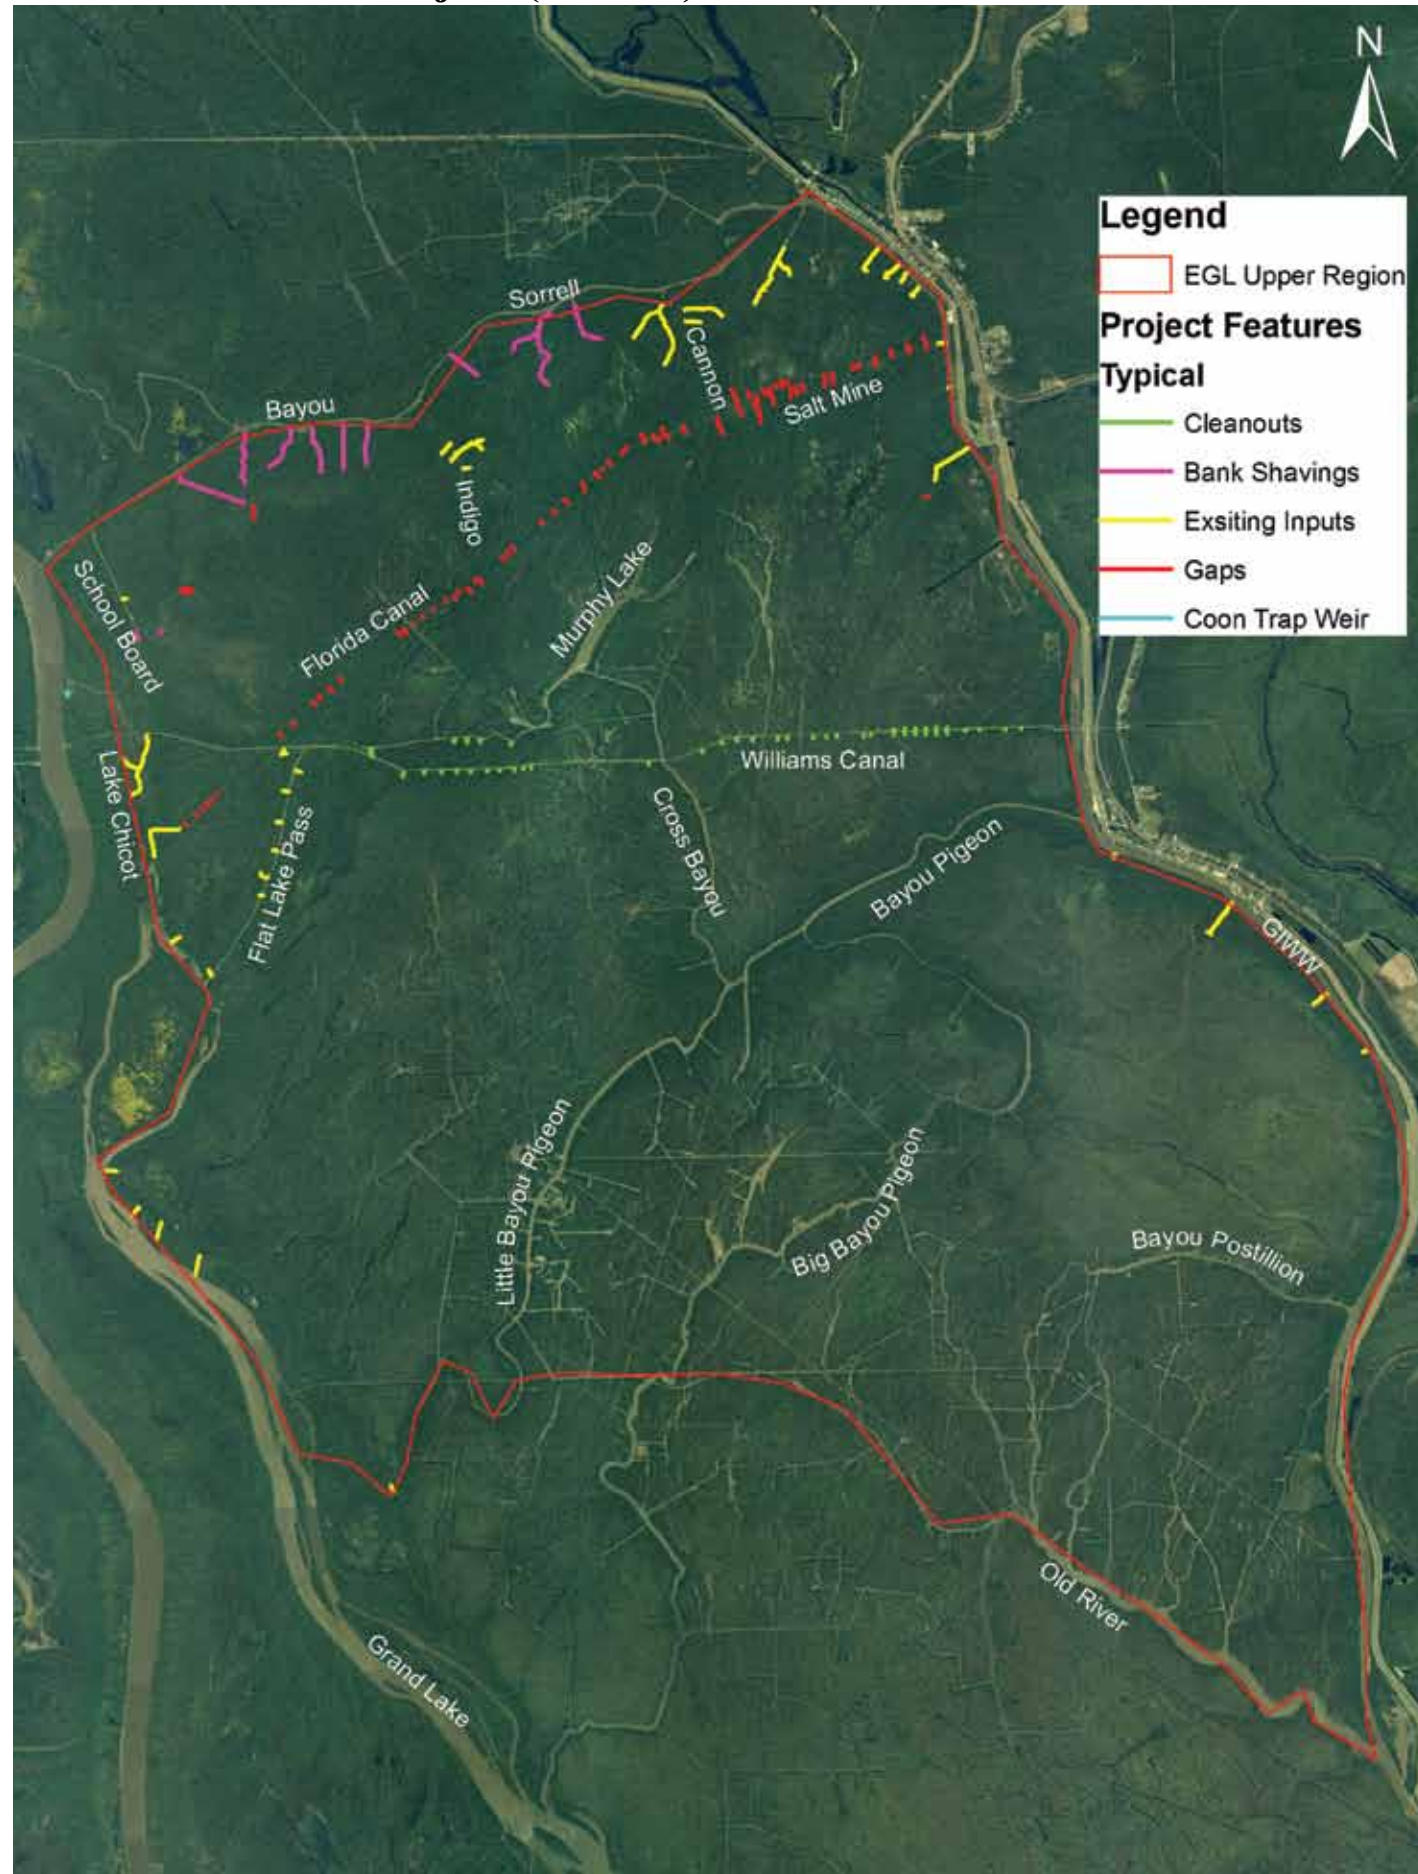 N
Legend
EGL Upper Region
Project Features
Typical
Cleanouts
Bank Shavings
Exsiting Inputs
Gaps
Coon Trap Weir
Sorrell
Cannon
Salt Mine
Bayou
Indigo
School Board
Florida Canal
Murphy Lake
Lake Chicot
Flat Lake Pass
Williams Canal
Cross Bayou
Bayou Pigeon
GIWW
Little Bayou Pigeon
Big Bayou Pigeon
Bayou Postillion
Old River
Grand Lake